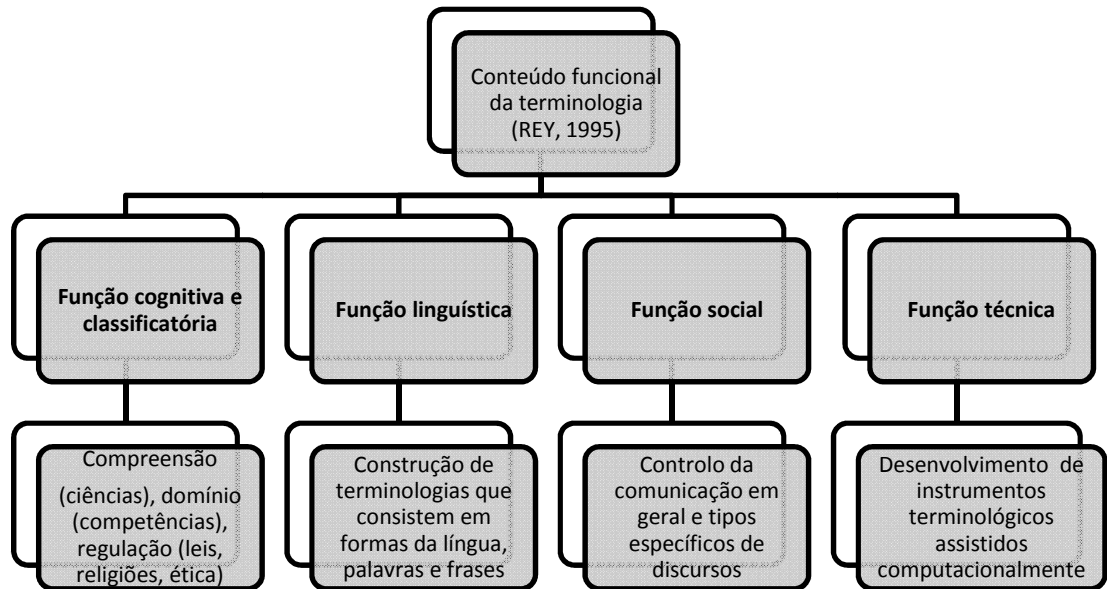 Conteúdo funcional
da terminologia
(REY, 1995)
Função cognitiva e
classificatória
Função linguística
Função social
Função técnica
Compreensão
(ciências), domínio
(competências),
regulação (leis,
religiões, ética)
Construção de
terminologias que
consistem em
formas da língua,
palavras e frases
Controlo da
comunicação em
geral e tipos
específicos de
discursos
Desenvolvimento de
instrumentos
terminológicos
assistidos
computacionalmente